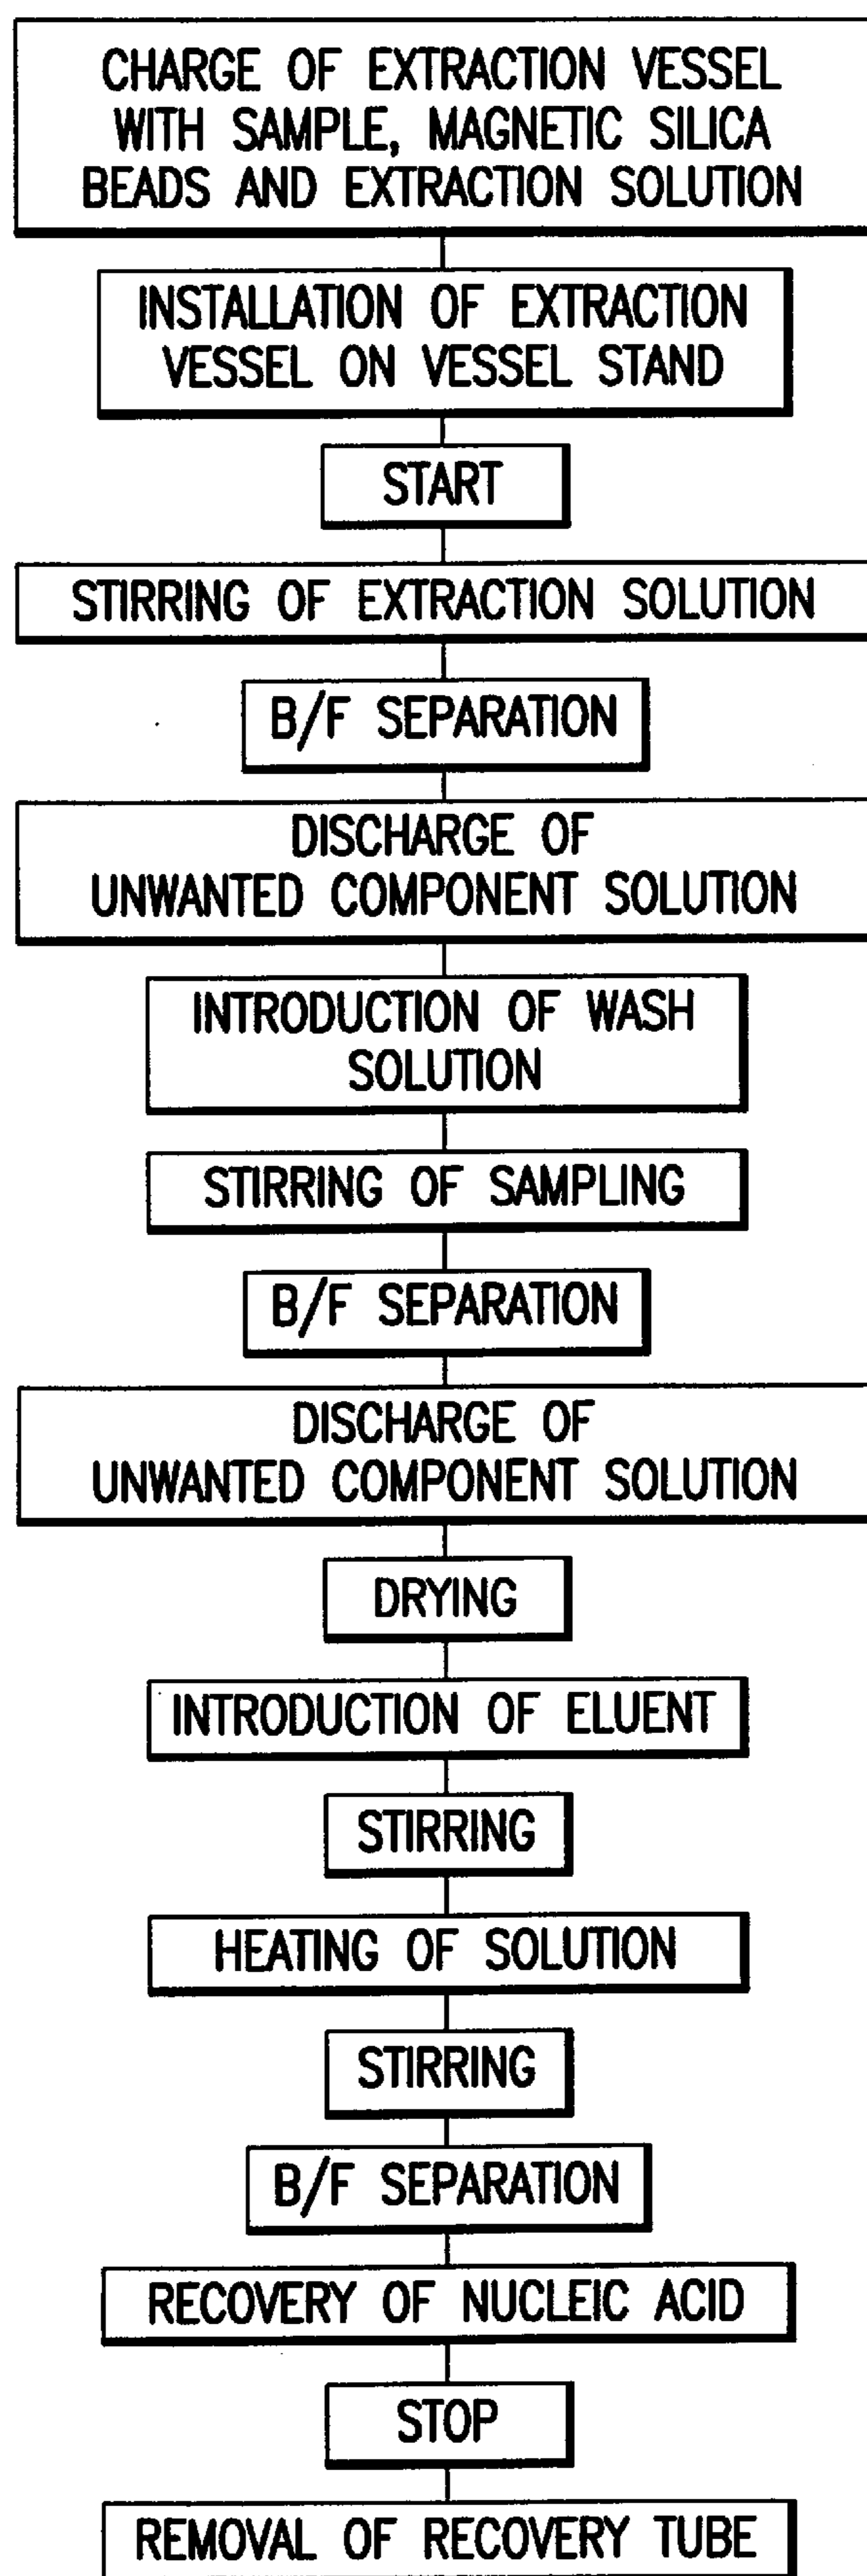 CHARGE OF EXTRACTION VESSEL
WITH SAMPLE, MAGNETIC SILICA
BEADS AND EXTRACTION SOLUTION
INSTALLATION OF EXTRACTION
VESSEL ON VESSEL STAND
START
STIRRING OF EXTRACTION SOLUTION
B/F SEPARATION
DISCHARGE OF
UNWANTED COMPONENT SOLUTION
INTRODUCTION OF WASH
SOLUTION
STIRRING OF SAMPLING
B/F SEPARATION
DISCHARGE OF
UNWANTED COMPONENT SOLUTION
DRYING
INTRODUCTION OF ELUENT
STIRRING
HEATING OF SOLUTION
STIRRING
B/F SEPARATION
RECOVERY OF NUCLEIC ACID
STOP
REMOVAL OF RECOVERY TUBE